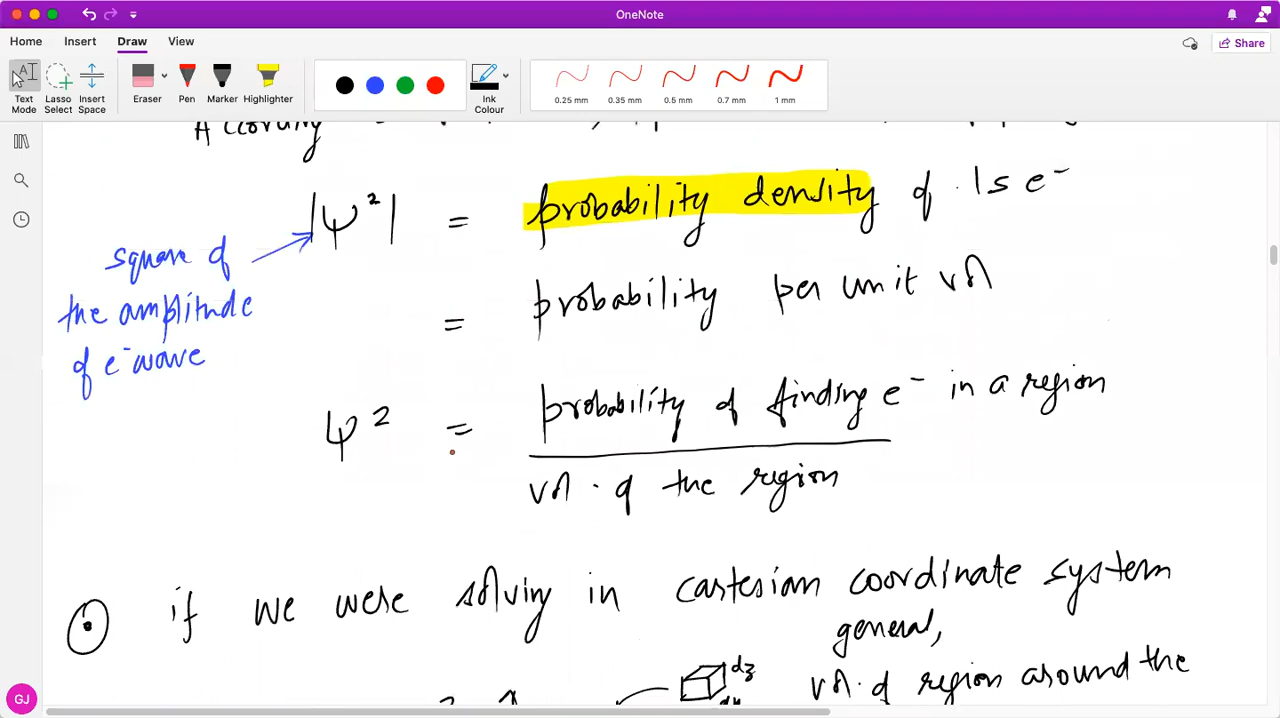 OneNote
Home Insert Draw View
Share
Text Mode
Lasso Select
Insert Space
Eraser
Pen
Marker
Highlighter
Ink Colour
0.25 mm 0.35 mm 0.5 mm 0.7 mm 1 mm
According
|ψ²| = probability density of 1s e⁻
square of
the amplitude
of e⁻ wave
= probability per unit vol
ψ² = probability of finding e⁻ in a region
vol. of the region
if we were solving in cartesian coordinate system
general,
dz
vol. of region around the
GJ